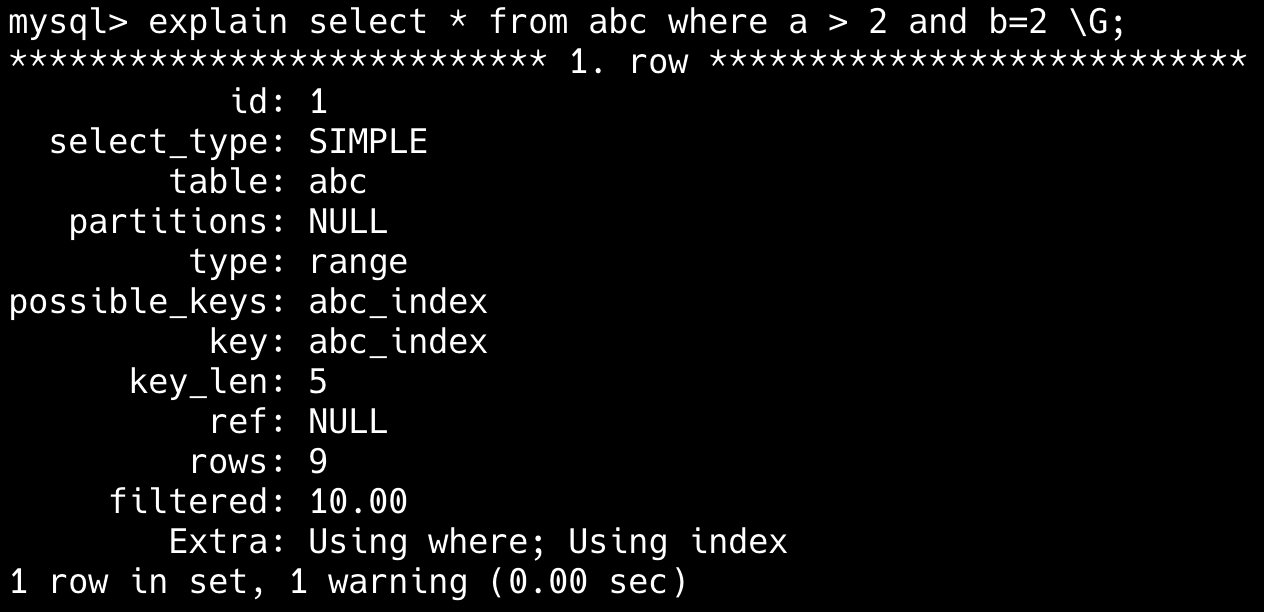 mysql> explain select * from abc where a > 2 and b=2 \G;
*************************** 1. row ***************************
id: 1
select_type: SIMPLE
table: abc
partitions: NULL
type: range
possible_keys: abc_index
key: abc_index
key_len: 5
ref: NULL
rows: 9
filtered: 10.00
Extra: Using where; Using index
1 row in set, 1 warning (0.00 sec)